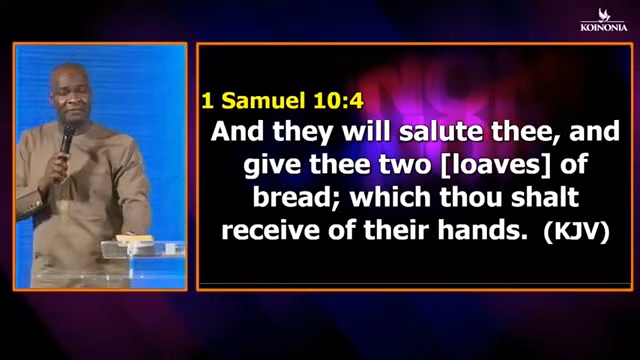 KOINONIA
1 Samuel 10:4
And they will salute thee, and
give thee two [loaves] of
bread; which thou shalt
receive of their hands. (KJV)